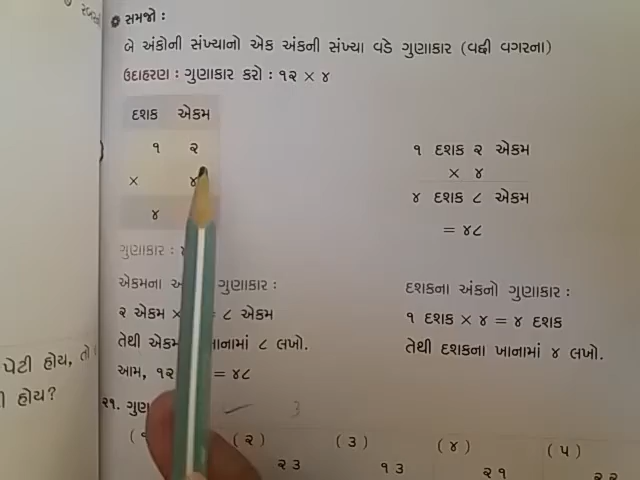 સમજો :
બે અંકોની સંખ્યાનો એક અંકની સંખ્યા વડે ગુણાકાર (વદ્દી વગરના)
ઉદાહરણ : ગુણાકાર કરો : ૧૨ × ૪
દશક એકમ
૧ ૨
× ૪
૪
ગુણાકાર :
એકમના ગુણાકાર :
૨ એકમ × = ૮ એકમ
તેથી એકમ ખાનામાં ૮ લખો.
આમ, ૧૨ = ૪૮
૧ દશક ૨ એકમ
× ૪
૪ દશક ૮ એકમ
= ૪૮
દશકના અંકનો ગુણાકાર :
૧ દશક × ૪ = ૪ દશક
તેથી દશકના ખાનામાં ૪ લખો.
પેટી હોય, તો
હોય?
૨૧.
(૨) (૩) (૪) (૫)
૨૩ ૧૩ ૨૧